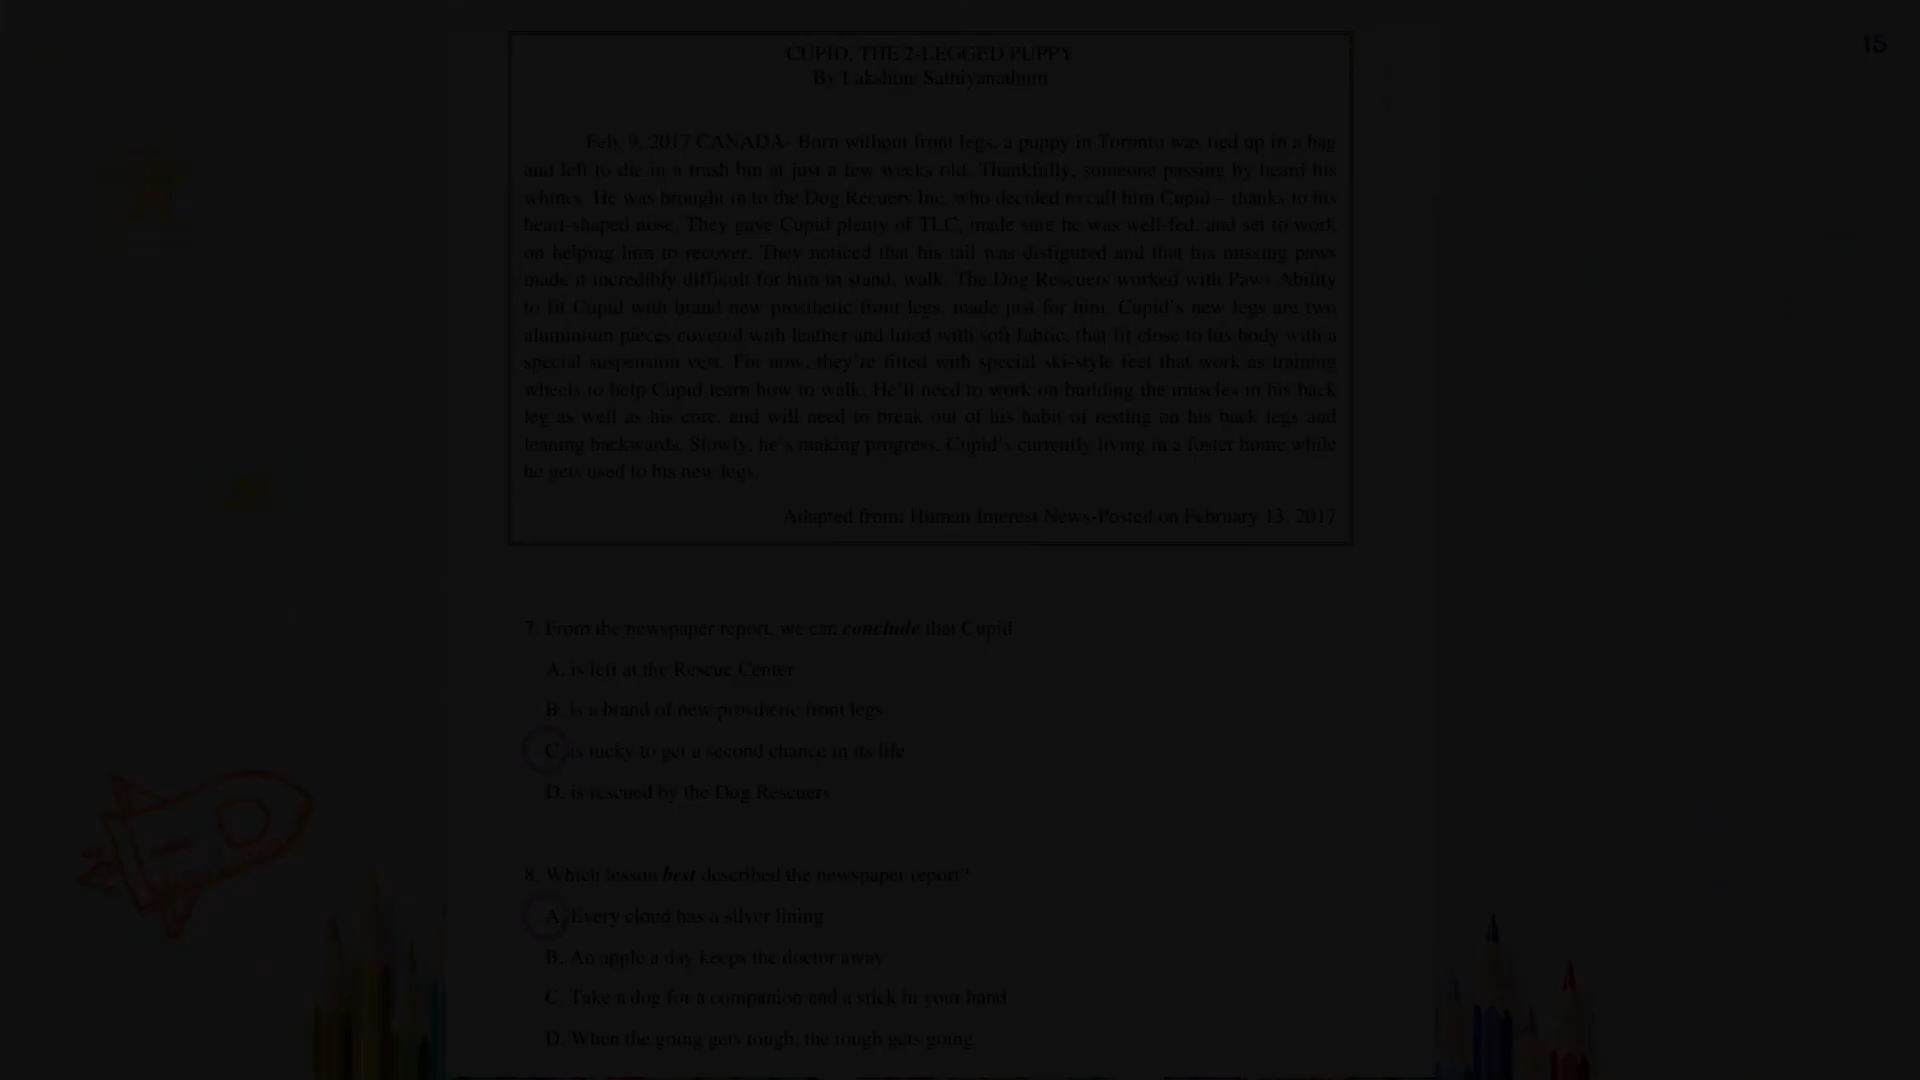 15
CUPID, THE 2-LEGGED PUPPY
By Lakshine Sathiyanathan
Feb. 9, 2017 CANADA- Born without front legs, a puppy in Toronto was tied up in a bag
and left to die in a trash bin at just a few weeks old. Thankfully, someone passing by heard his
whines. He was brought in to the Dog Recuers Inc. who decided to call him Cupid – thanks to his
heart-shaped nose. They gave Cupid plenty of TLC, made sure he was well-fed, and set to work
on helping him to recover. They noticed that his tail was disfigured and that his missing paws
made it incredibly difficult for him to stand, walk. The Dog Rescuers worked with Paws Ability
to fit Cupid with brand new prosthetic front legs, made just for him. Cupid's new legs are two
aluminium pieces covered with leather and lined with soft fabric, that fit close to his body with a
special suspension vest. For now, they're fitted with special ski-style feet that work as training
wheels to help Cupid learn how to walk. He'll need to work on building the muscles in his back
leg as well as his core, and will need to break out of his habit of resting on his back legs and
leaning backwards. Slowly, he's making progress. Cupid's currently living in a foster home while
he gets used to his new legs.
Adapted from: Human Interest News-Posted on February 13, 2017
7. From the newspaper report, we can conclude that Cupid
A. is left at the Rescue Center
B. is a brand of new prosthetic front legs
C. is lucky to get a second chance in its life
D. is rescued by the Dog Rescuers
8. Which lesson best described the newspaper report?
A. Every cloud has a silver lining
B. An apple a day keeps the doctor away
C. Take a dog for a companion and a stick in your hand
D. When the going gets tough, the tough gets going